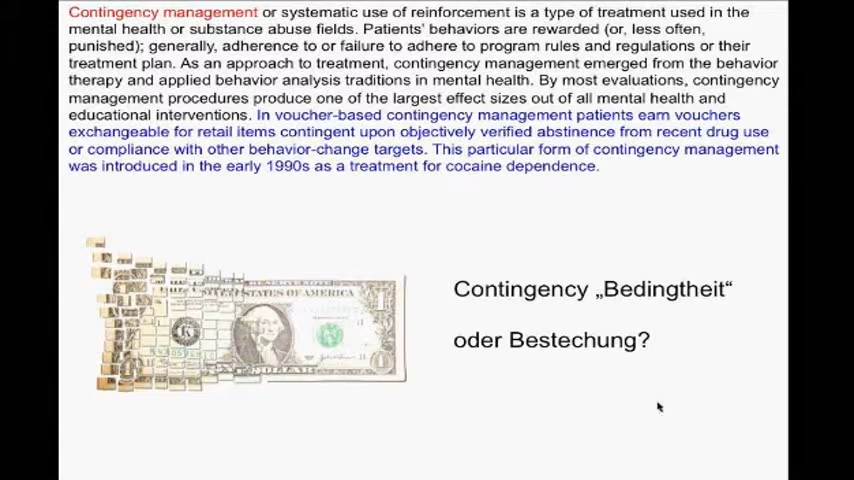 Contingency management or systematic use of reinforcement is a type of treatment used in the
mental health or substance abuse fields. Patients' behaviors are rewarded (or, less often,
punished); generally, adherence to or failure to adhere to program rules and regulations or their
treatment plan. As an approach to treatment, contingency management emerged from the behavior
therapy and applied behavior analysis traditions in mental health. By most evaluations, contingency
management procedures produce one of the largest effect sizes out of all mental health and
educational interventions. In voucher-based contingency management patients earn vouchers
exchangeable for retail items contingent upon objectively verified abstinence from recent drug use
or compliance with other behavior-change targets. This particular form of contingency management
was introduced in the early 1990s as a treatment for cocaine dependence.
STATES OF AMERICA
Contingency „Bedingtheit“
oder Bestechung?
ONE DOLLAR